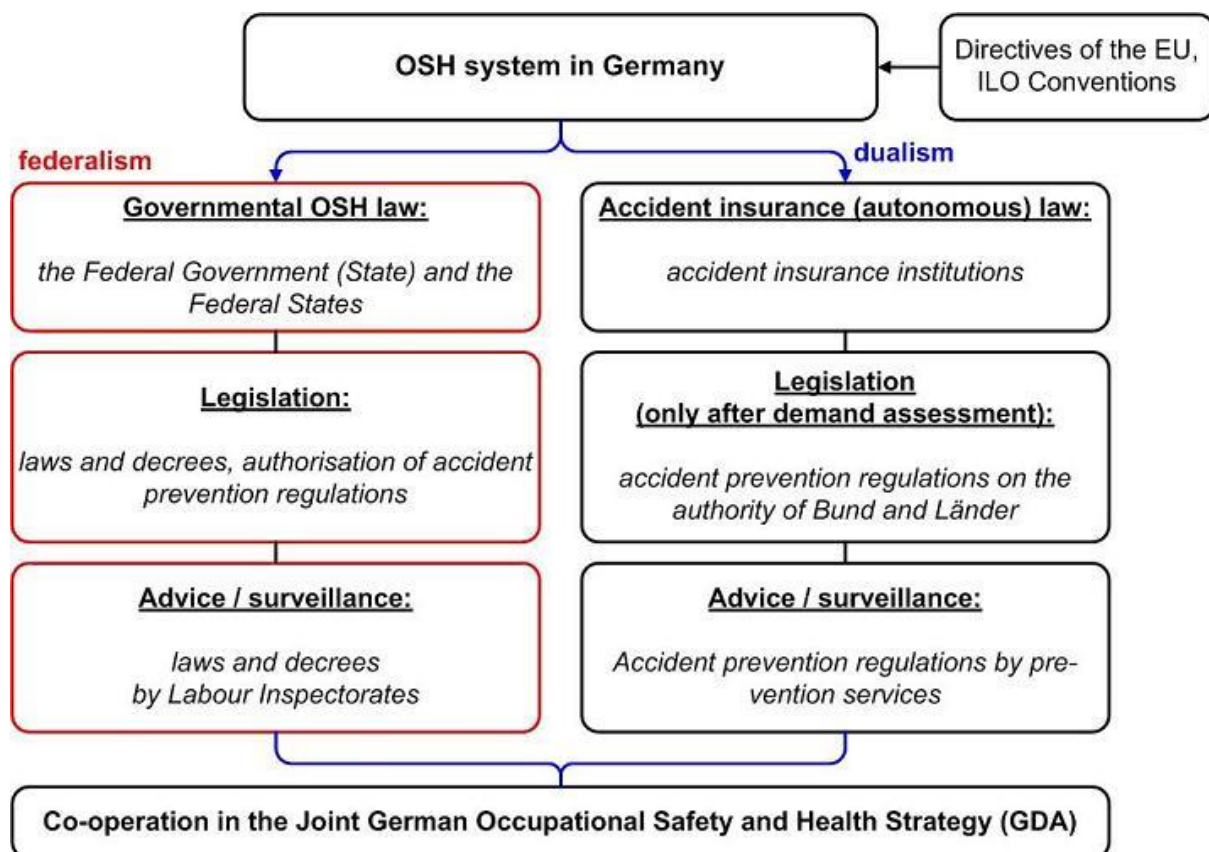 OSH system in Germany
Directives of the EU,
ILO Conventions
federalism
dualism
Governmental OSH law:
the Federal Government (State) and the
Federal States
Accident insurance (autonomous) law:
accident insurance institutions
Legislation:
laws and decrees, authorisation of accident
prevention regulations
Legislation
(only after demand assessment):
accident prevention regulations on the
authority of Bund and Länder
Advice / surveillance:
laws and decrees
by Labour Inspectorates
Advice / surveillance:
Accident prevention regulations by pre-
vention services
Co-operation in the Joint German Occupational Safety and Health Strategy (GDA)